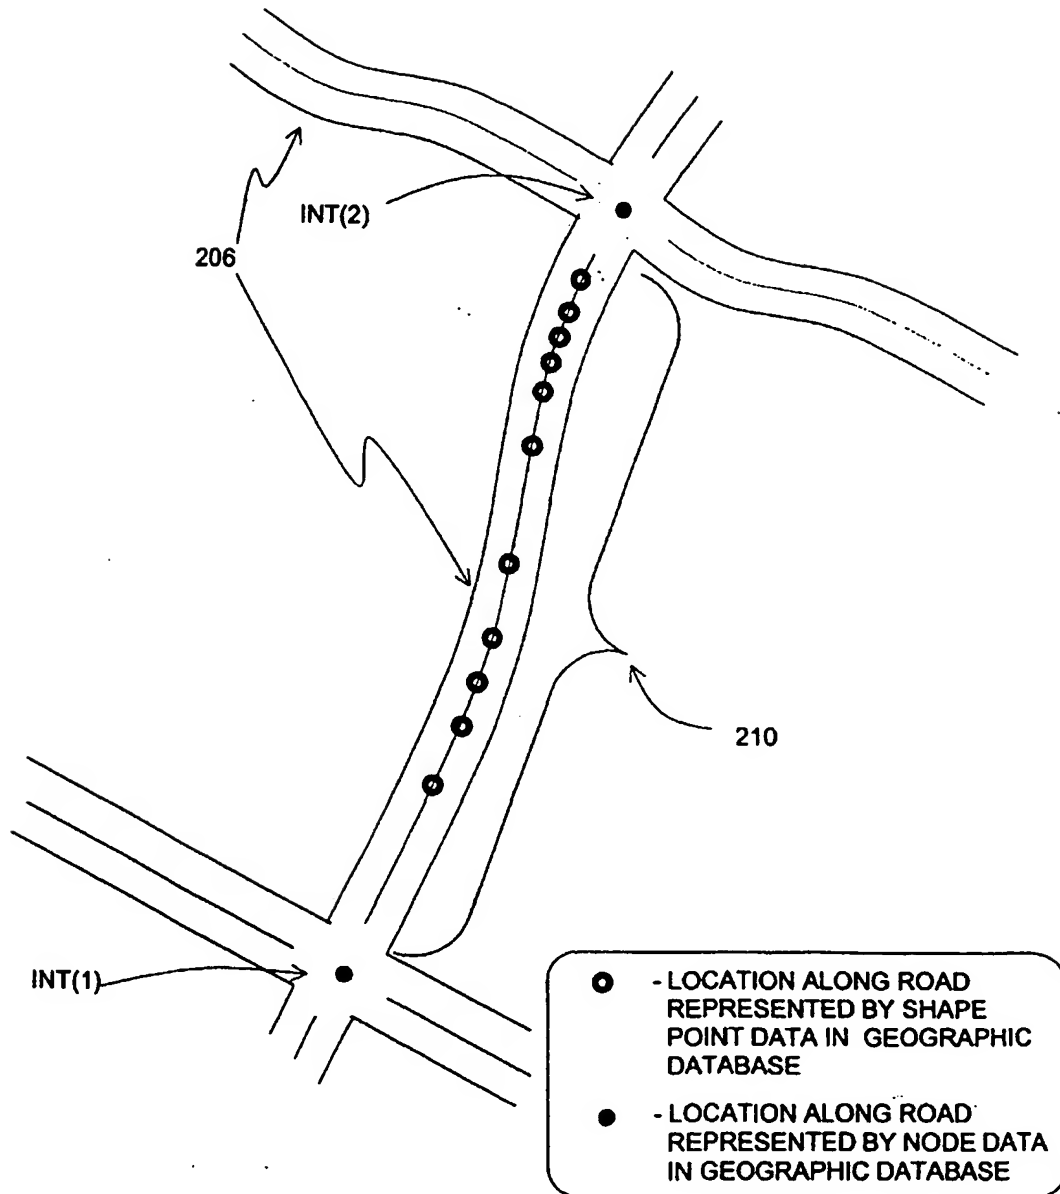 INT(2)
206
210
INT(1)
- LOCATION ALONG ROAD
REPRESENTED BY SHAPE
POINT DATA IN GEOGRAPHIC
DATABASE
- LOCATION ALONG ROAD
REPRESENTED BY NODE DATA
IN GEOGRAPHIC DATABASE